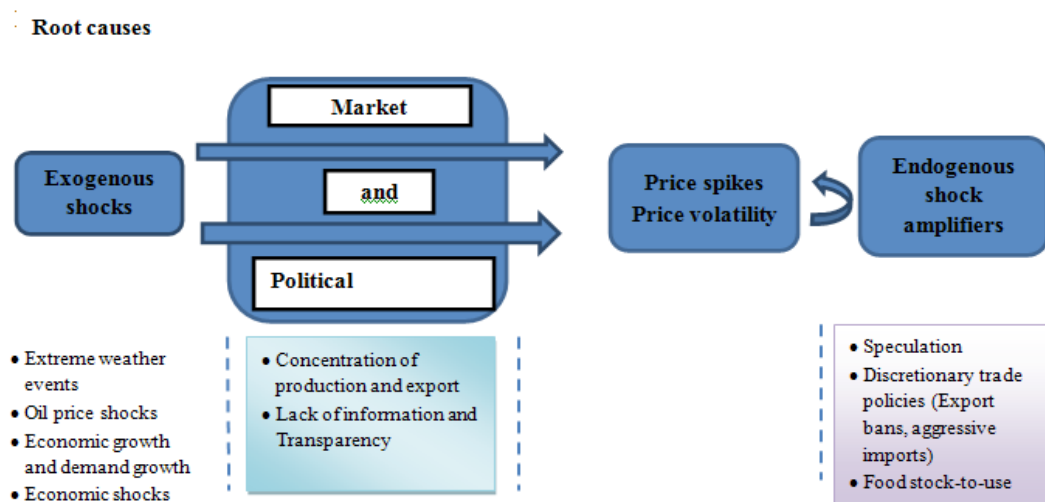 Root causes
Market
and
Political
Exogenous
shocks
Price spikes
Price volatility
Endogenous
shock
amplifiers
• Extreme weather
events
• Oil price shocks
• Economic growth
and demand growth
• Economic shocks
• Concentration of
production and export
• Lack of information and
Transparency
• Speculation
• Discretionary trade
policies (Export
bans, aggressive
imports)
• Food stock-to-use